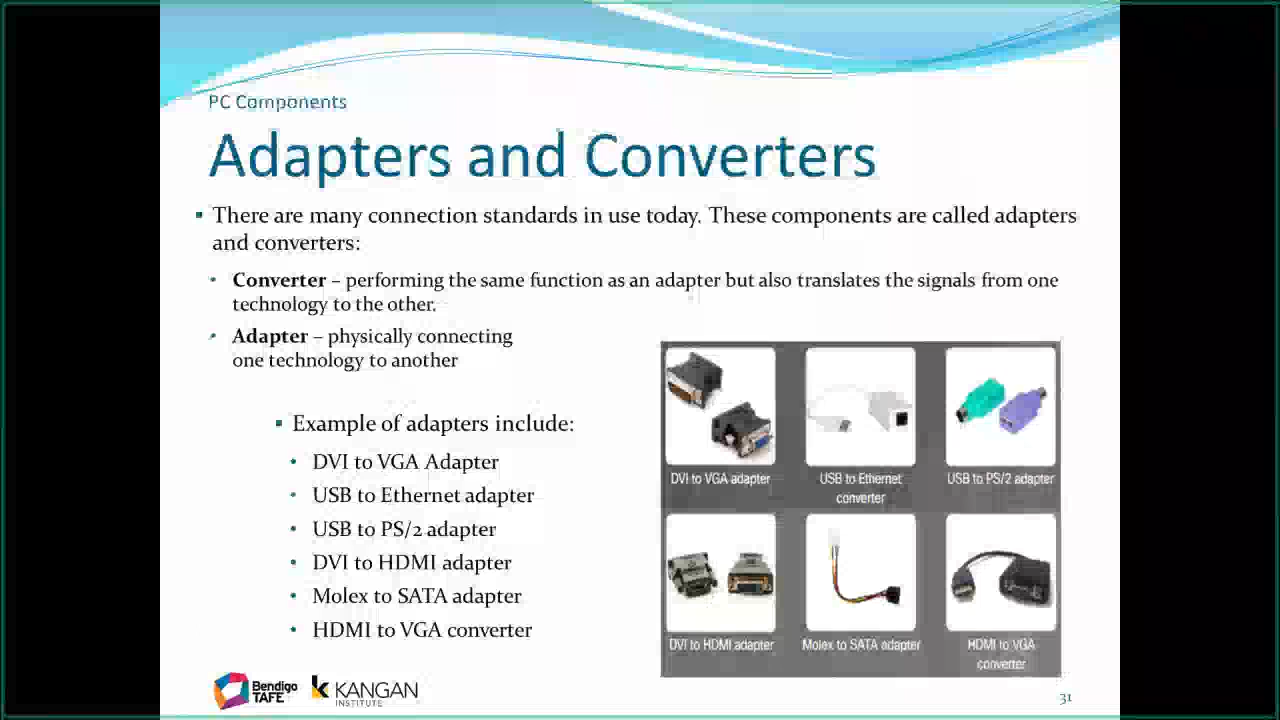 PC Components
Adapters and Converters
There are many connection standards in use today. These components are called adapters
and converters:
Converter – performing the same function as an adapter but also translates the signals from one
technology to the other.
Adapter – physically connecting
one technology to another
Example of adapters include:
DVI to VGA Adapter
USB to Ethernet adapter
USB to PS/2 adapter
DVI to HDMI adapter
Molex to SATA adapter
HDMI to VGA converter
DVI to VGA adapter
USB to Ethernet
converter
USB to PS/2 adapter
DVI to HDMI adapter
Molex to SATA adapter
HDMI to VGA
converter
Bendigo
TAFE
KANGAN
INSTITUTE
31